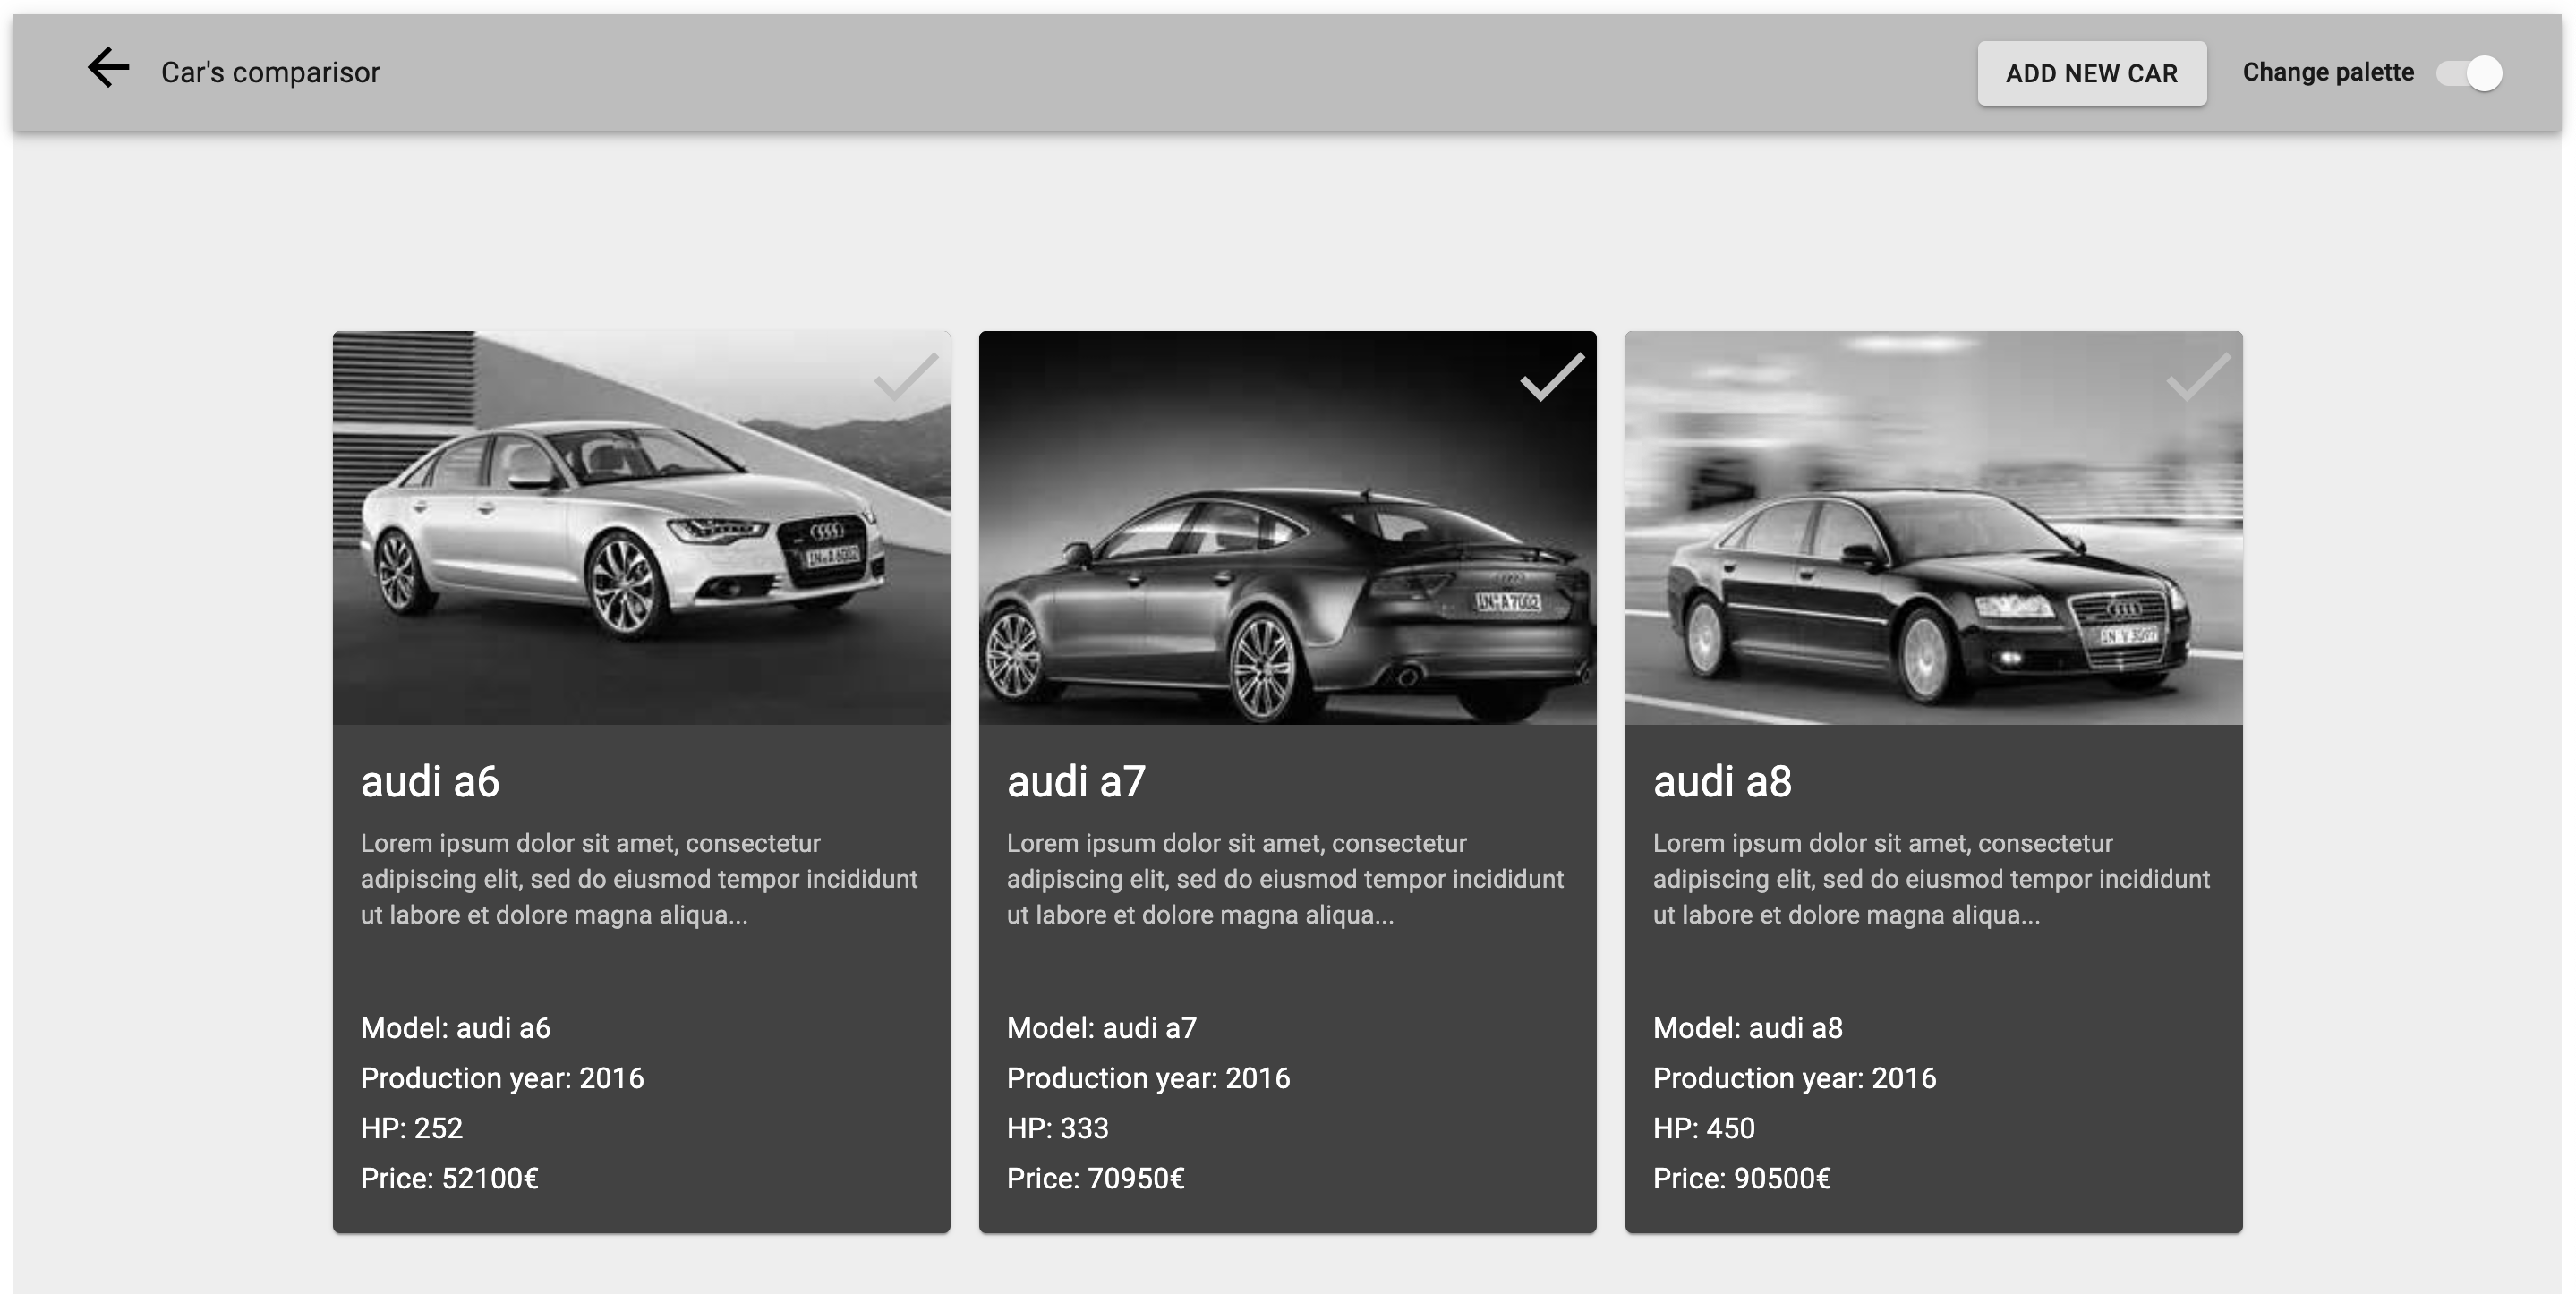 Car's comparisor
ADD NEW CAR
Change palette
IN·A 7002
audi a6
Lorem ipsum dolor sit amet, consectetur
adipiscing elit, sed do eiusmod tempor incididunt
ut labore et dolore magna aliqua...
Model: audi a6
Production year: 2016
HP: 252
Price: 52100€
audi a7
Lorem ipsum dolor sit amet, consectetur
adipiscing elit, sed do eiusmod tempor incididunt
ut labore et dolore magna aliqua...
Model: audi a7
Production year: 2016
HP: 333
Price: 70950€
audi a8
Lorem ipsum dolor sit amet, consectetur
adipiscing elit, sed do eiusmod tempor incididunt
ut labore et dolore magna aliqua...
Model: audi a8
Production year: 2016
HP: 450
Price: 90500€